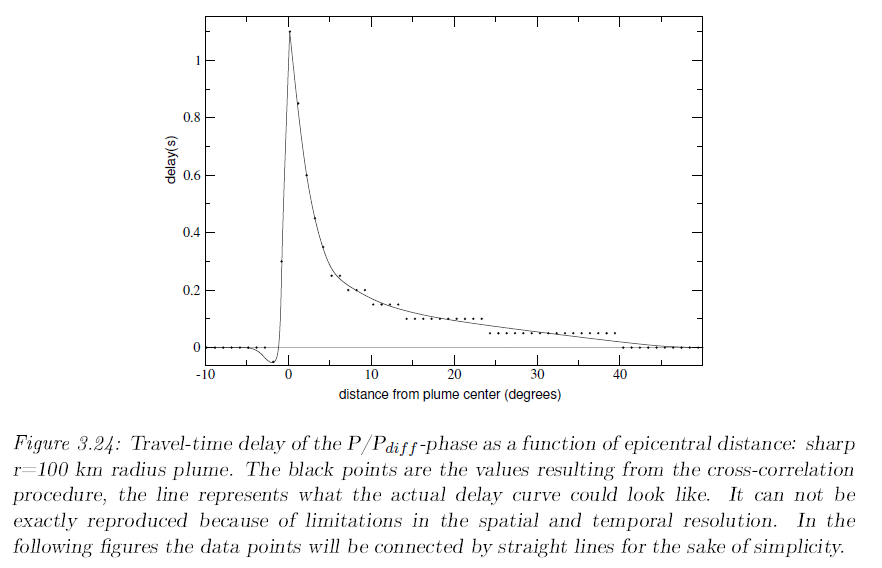 1
0.8
0.6
0.4
0.2
0
delay(s)
-10 0 10 20 30 40
distance from plume center (degrees)
Figure 3.24: Travel-time delay of the P/Pdiff-phase as a function of epicentral distance: sharp
r=100 km radius plume. The black points are the values resulting from the cross-correlation
procedure, the line represents what the actual delay curve could look like. It can not be
exactly reproduced because of limitations in the spatial and temporal resolution. In the
following figures the data points will be connected by straight lines for the sake of simplicity.